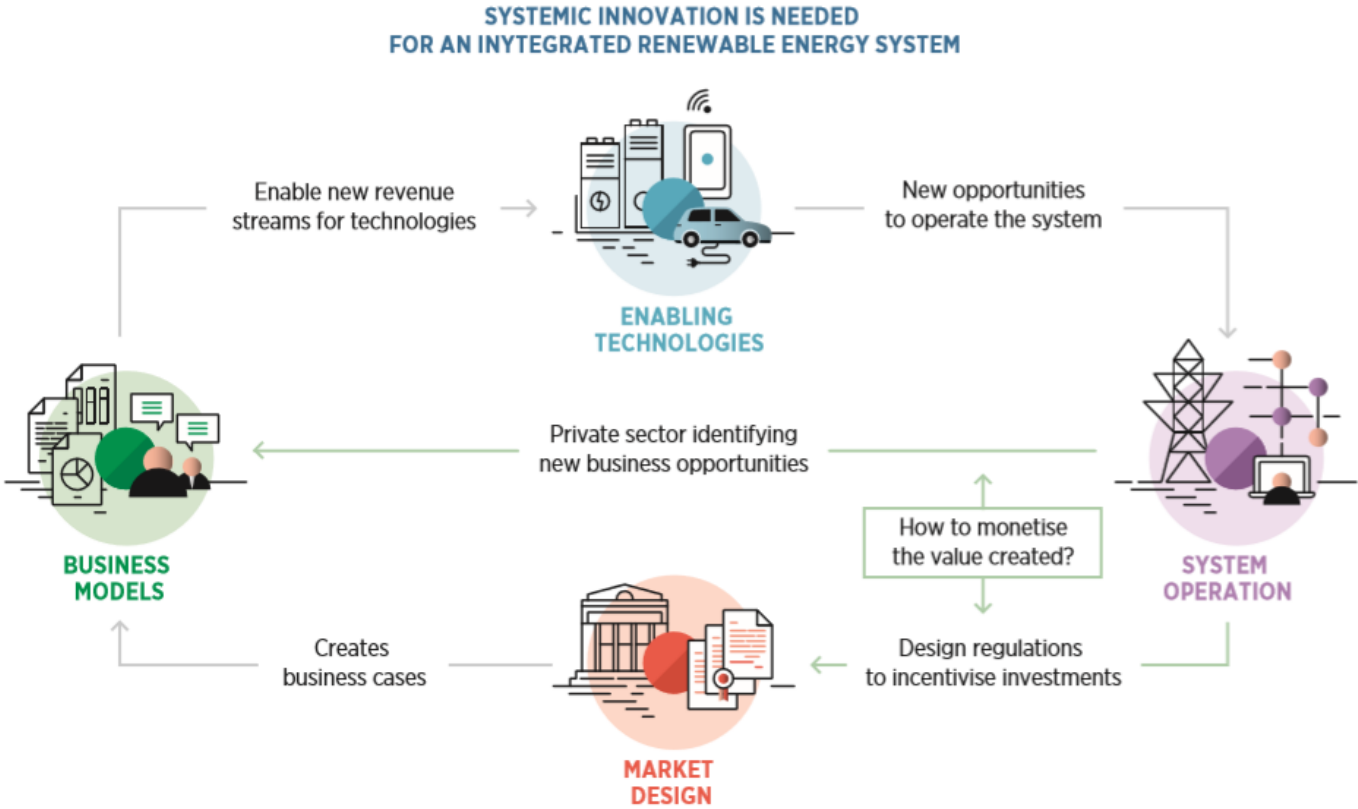 SYSTEMIC INNOVATION IS NEEDED
FOR AN INYTEGRATED RENEWABLE ENERGY SYSTEM
Enable new revenue
streams for technologies
New opportunities
to operate the system
ENABLING
TECHNOLOGIES
Private sector identifying
new business opportunities
How to monetise
the value created?
BUSINESS
MODELS
SYSTEM
OPERATION
Creates
business cases
Design regulations
to incentivise investments
MARKET
DESIGN